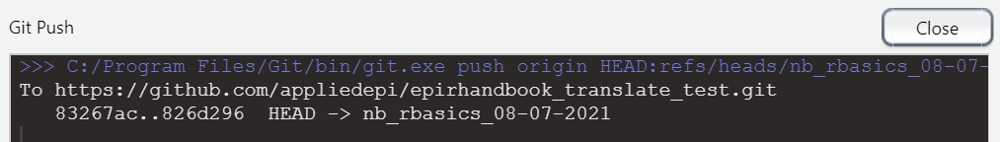 Git Push
Close
>>> C:/Program Files/Git/bin/git.exe push origin HEAD:refs/heads/nb_rbasics_08-07-
To https://github.com/appliedepi/epirhandbook_translate_test.git
83267ac..826d296 HEAD -> nb_rbasics_08-07-2021